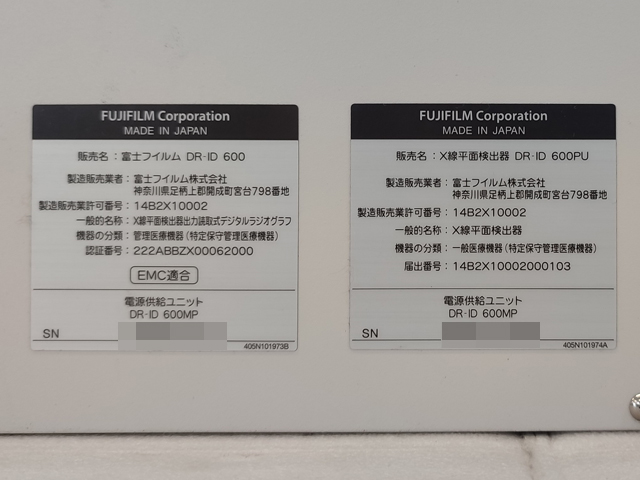 FUJIFILM Corporation
MADE IN JAPAN
販売名：富士フイルム DR-ID 600
製造販売業者：富士フイルム株式会社
神奈川県足柄上郡開成町宮台798番地
製造販売業許可番号：14B2X10002
一般的名称：X線平面検出器出力読取式デジタルラジオグラフ
機器の分類：管理医療機器(特定保守管理医療機器)
認証番号：222ABBZX00062000
EMC適合
電源供給ユニット
DR-ID 600MP
SN
405N101973B
FUJIFILM Corporation
MADE IN JAPAN
販売名：X線平面検出器 DR-ID 600PU
製造販売業者：富士フイルム株式会社
神奈川県足柄上郡開成町宮台798番地
製造販売業許可番号：14B2X10002
一般的名称：X線平面検出器
機器の分類：一般医療機器(特定保守管理医療機器)
届出番号：14B2X10002000103
電源供給ユニット
DR-ID 600MP
SN
405N101974A